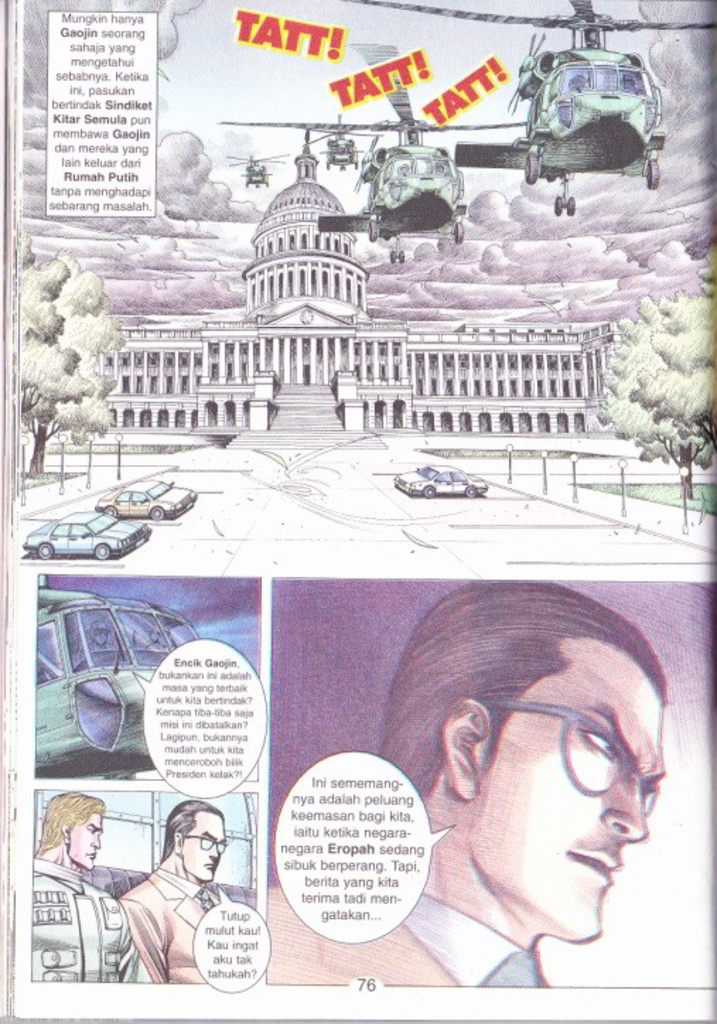 Mungkin hanya
Gaojin seorang
sahaja yang
mengetahui
sebabnya. Ketika
ini, pasukan
bertindak Sindiket
Kitar Semula pun
membawa Gaojin
dan mereka yang
lain keluar dari
Rumah Putih
tanpa menghadapi
sebarang masalah.
TATT!
TATT!
TATT!
Encik Gaojin,
bukankan ini adalah
masa yang terbaik
untuk kita bertindak?
Kenapa tiba-tiba saja
misi ini dibatalkan?
Lagipun, bukannya
mudah untuk kita
menceroboh bilik
Presiden kelak?!
Tutup
mulut kau!
Kau ingat
aku tak
tahukah?
Ini sememang-
nya adalah peluang
keemasan bagi kita,
iaitu ketika negara-
negara Eropah sedang
sibuk berperang. Tapi,
berita yang kita
terima tadi men-
gatakan...
76